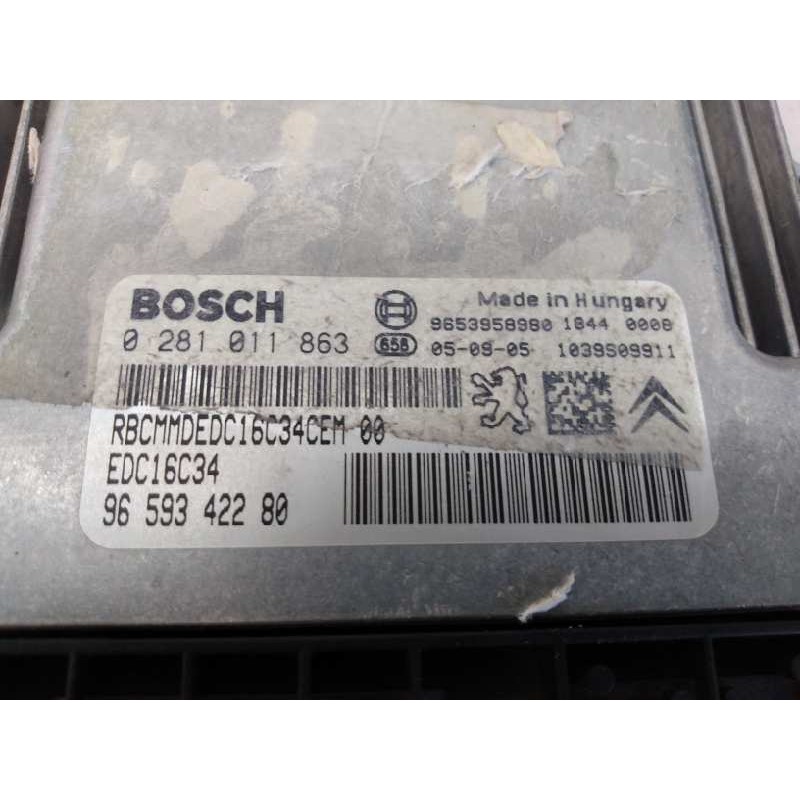 BOSCH
Made in Hungary
0 281 011 863
9653958980 1844 0008
658 05-09-05 1039S09911
RBCMMDEDC16C34CEM 00
EDC16C34
96 593 422 80